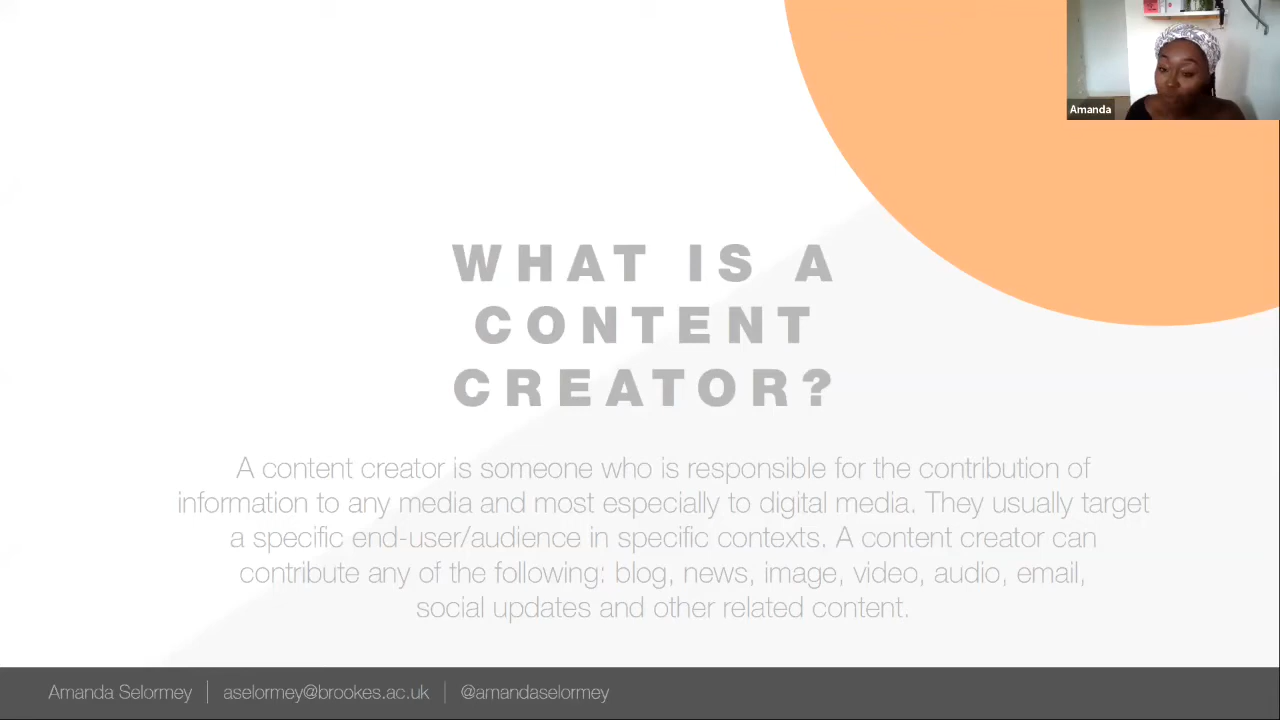 Amanda
WHAT IS A
CONTENT
CREATOR?
A content creator is someone who is responsible for the contribution of
information to any media and most especially to digital media. They usually target
a specific end-user/audience in specific contexts. A content creator can
contribute any of the following: blog, news, image, video, audio, email,
social updates and other related content.
Amanda Selormey | aselormey@brookes.ac.uk | @amandaselormey